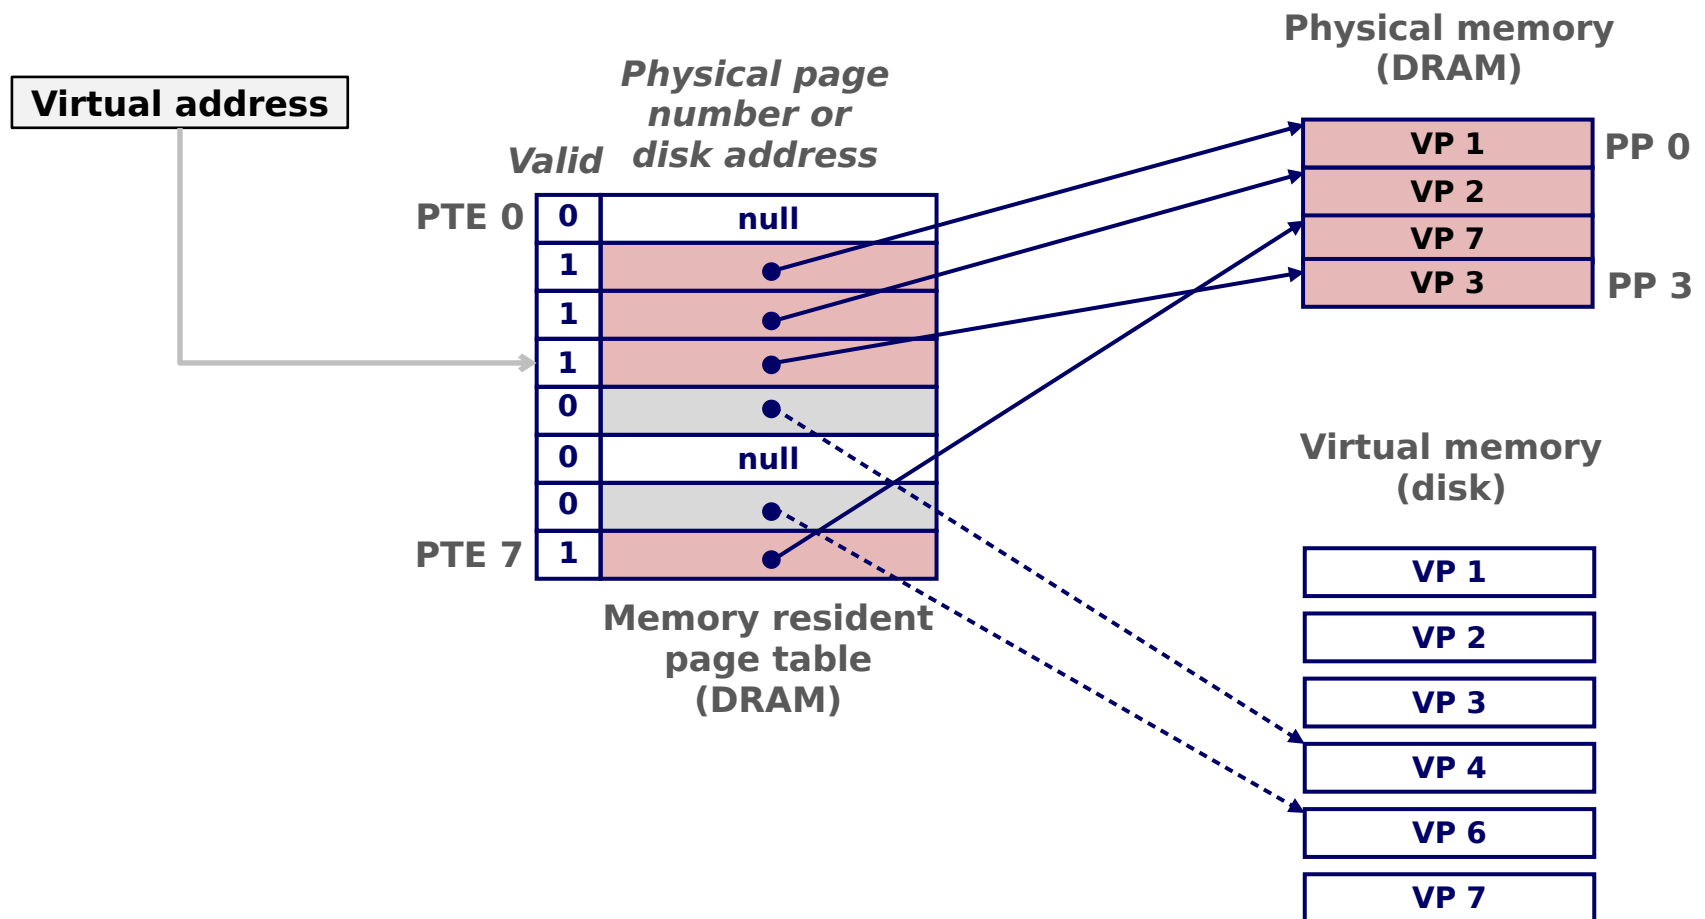 Virtual address
Physical page
number or
disk address
Valid
PTE 0
0
null
1
1
1
0
0
null
0
PTE 7
1
Memory resident
page table
(DRAM)
Physical memory
(DRAM)
VP 1
PP 0
VP 2
VP 7
VP 3
PP 3
Virtual memory
(disk)
VP 1
VP 2
VP 3
VP 4
VP 6
VP 7